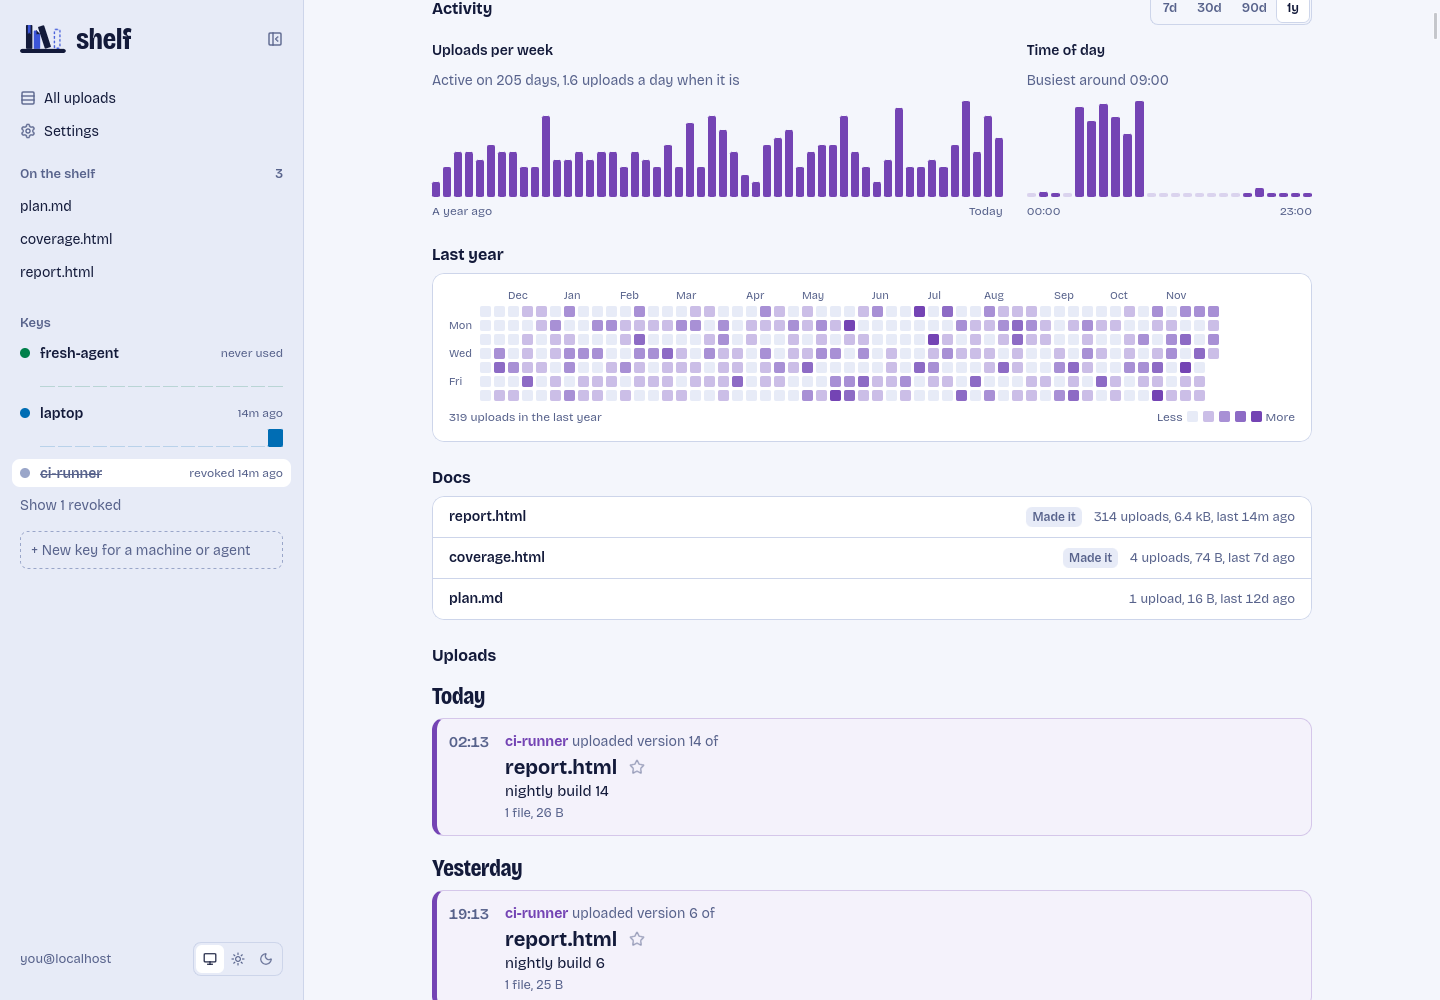 shelf
All uploads
Settings
On the shelf 3
plan.md
coverage.html
report.html
Keys
fresh-agent never used
laptop 14m ago
ci-runner revoked 14m ago
Show 1 revoked
+ New key for a machine or agent
you@localhost
Activity 7d 30d 90d 1y
Uploads per week
Active on 205 days, 1.6 uploads a day when it is
A year ago Today
Time of day
Busiest around 09:00
00:00 23:00
Last year
Dec Jan Feb Mar Apr May Jun Jul Aug Sep Oct Nov
Mon
Wed
Fri
319 uploads in the last year Less More
Docs
report.html Made it 314 uploads, 6.4 kB, last 14m ago
coverage.html Made it 4 uploads, 74 B, last 7d ago
plan.md 1 upload, 16 B, last 12d ago
Uploads
Today
02:13 ci-runner uploaded version 14 of
report.html
nightly build 14
1 file, 26 B
Yesterday
19:13 ci-runner uploaded version 6 of
report.html
nightly build 6
1 file, 25 B